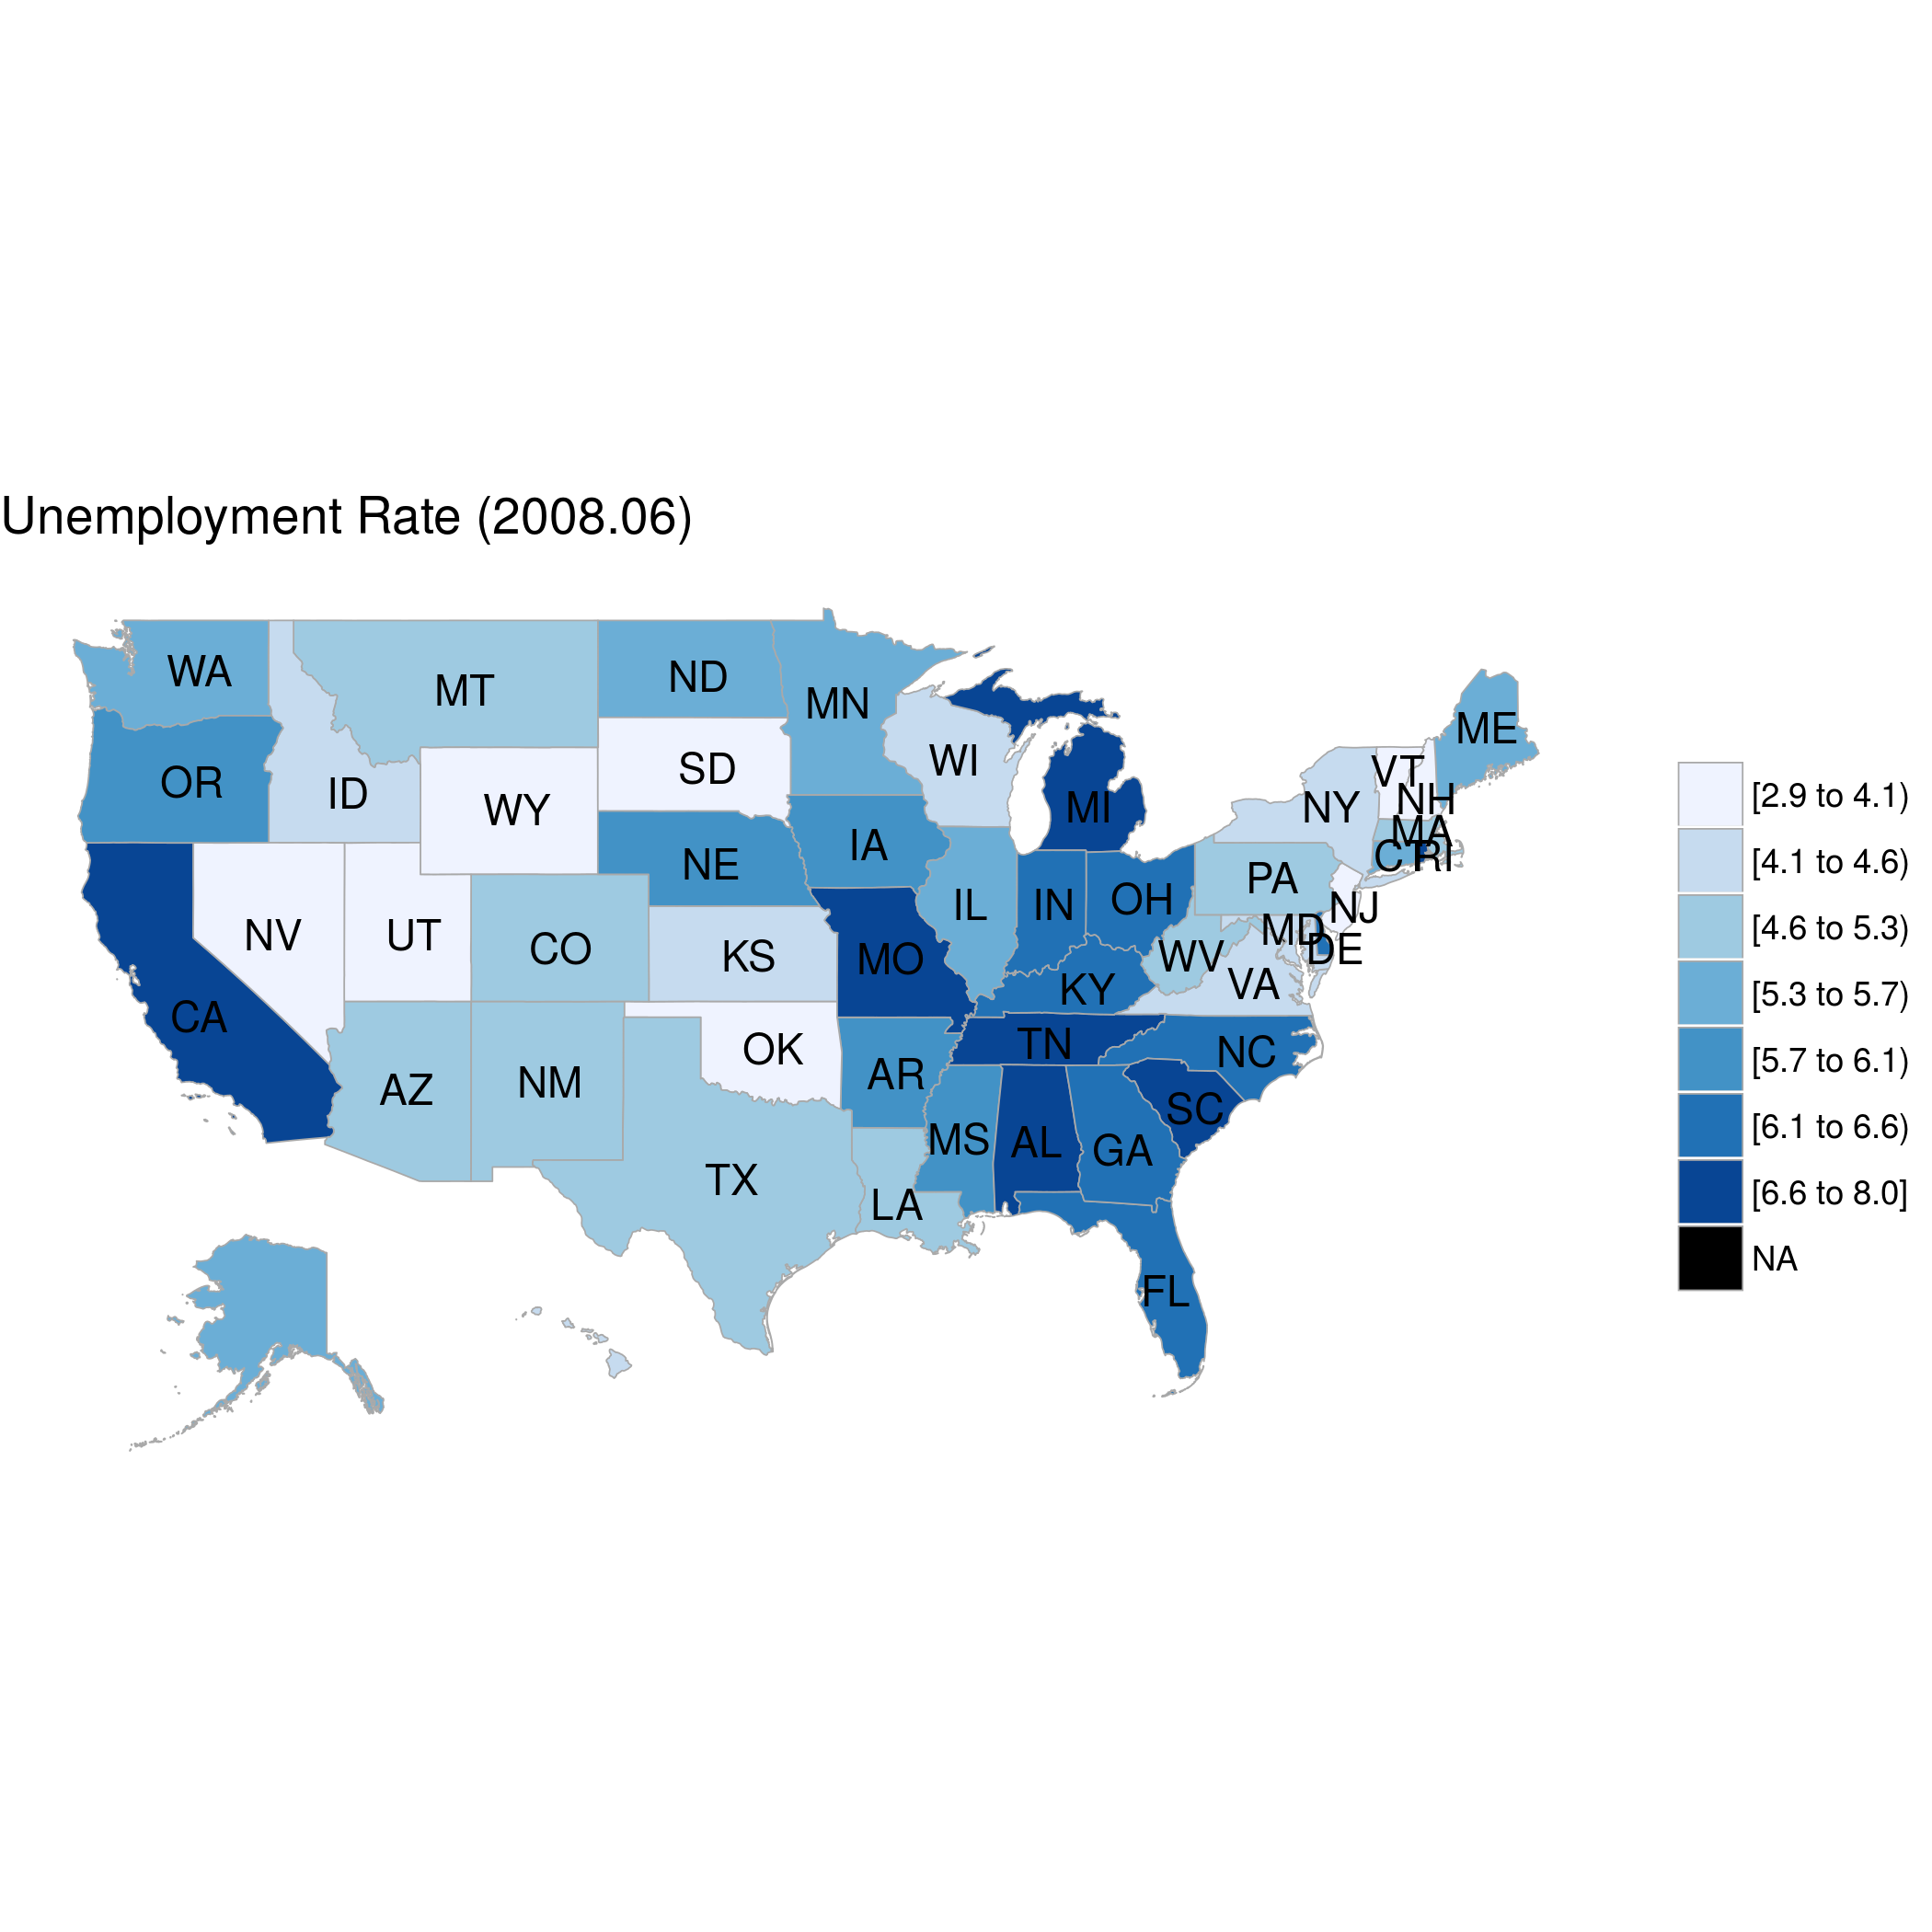 Unemployment Rate (2008.06)
WA
MT
ND
MN
ME
OR
ID
WY
SD
WI
MI
VT
NH
NY
MA
CT
RI
NE
IA
PA
NV
UT
CO
KS
MO
IL
IN
OH
NJ
MD
DE
WV
VA
KY
CA
AZ
NM
OK
AR
TN
NC
SC
TX
LA
MS
AL
GA
FL
[2.9 to 4.1)
[4.1 to 4.6)
[4.6 to 5.3)
[5.3 to 5.7)
[5.7 to 6.1)
[6.1 to 6.6)
[6.6 to 8.0]
NA